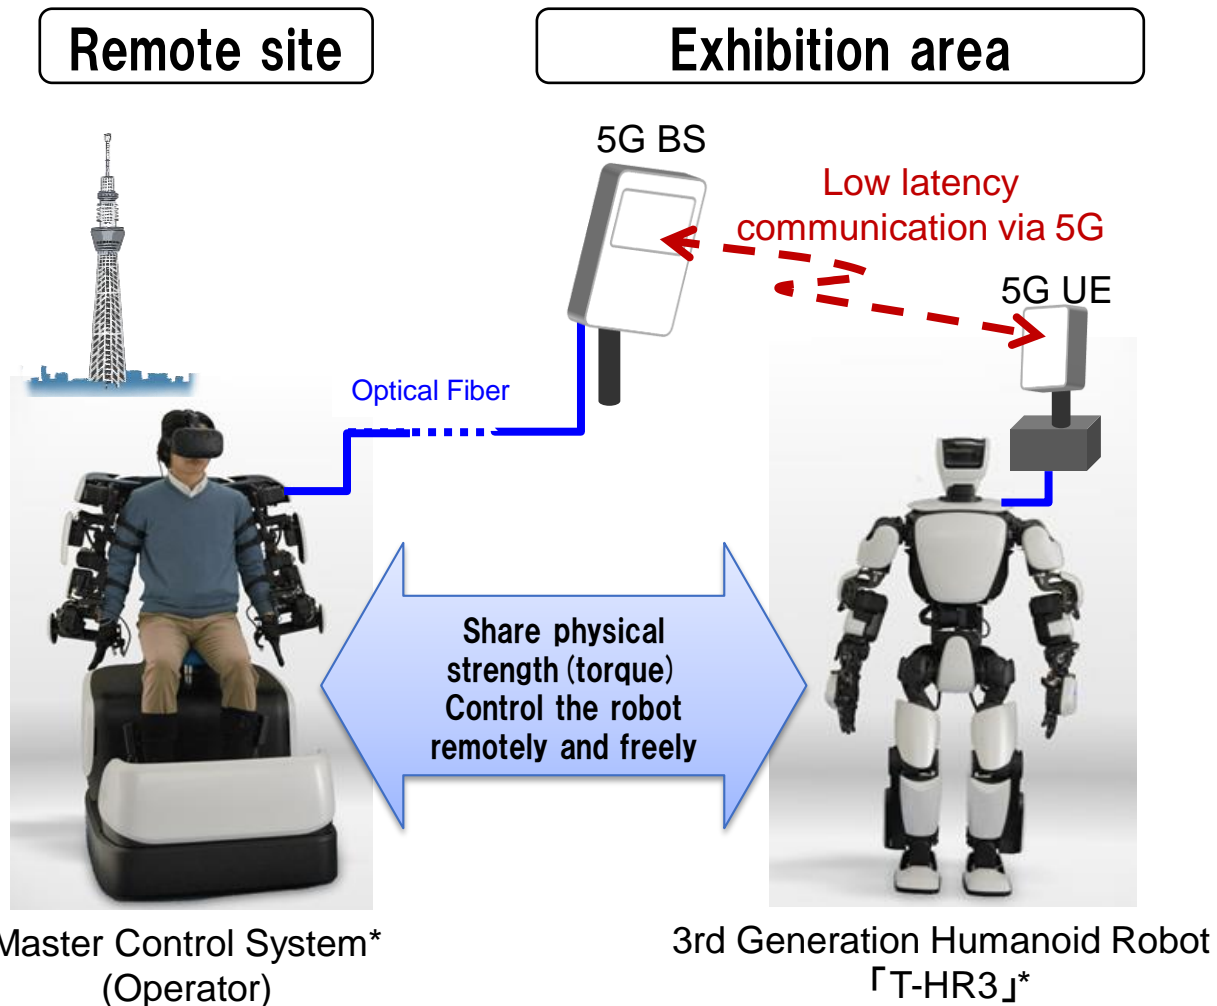 Remote site
Exhibition area
5G BS
Low latency
communication via 5G
5G UE
Optical Fiber
Share physical
strength (torque)
Control the robot
remotely and freely
Master Control System*
(Operator)
3rd Generation Humanoid Robot
「T-HR3」*